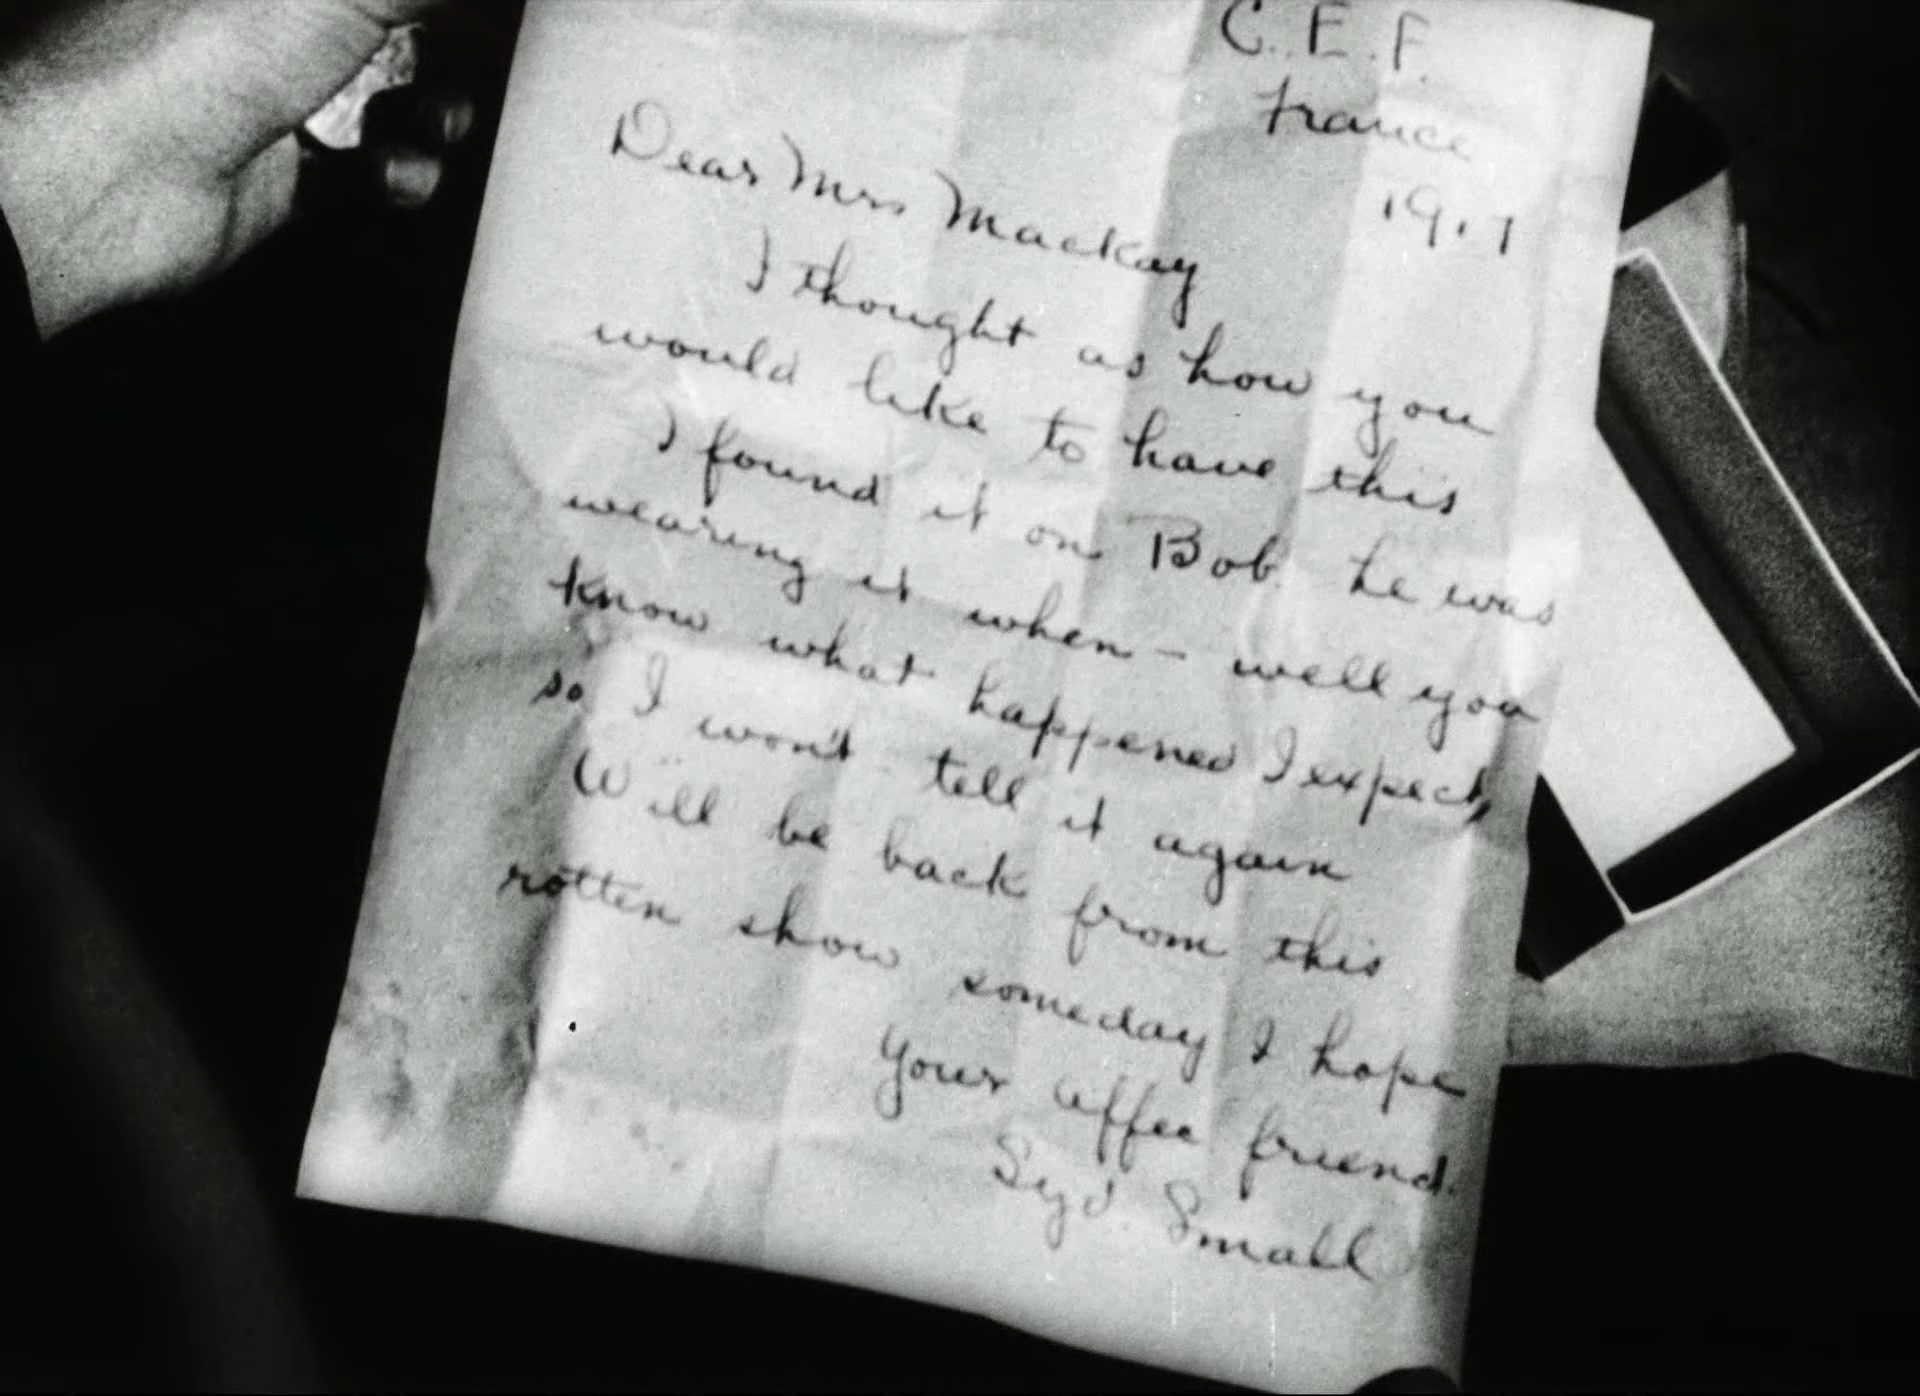 C.E.F.
France
1917
Dear Mrs Mackay
I thought as how you
would like to have this
I found it on Bob. he was
wearing it when – well you
know what happened I expect,
so I won't tell it again
Will be back from this
rotten show someday I hope
Your affec friend.
Syd. Small